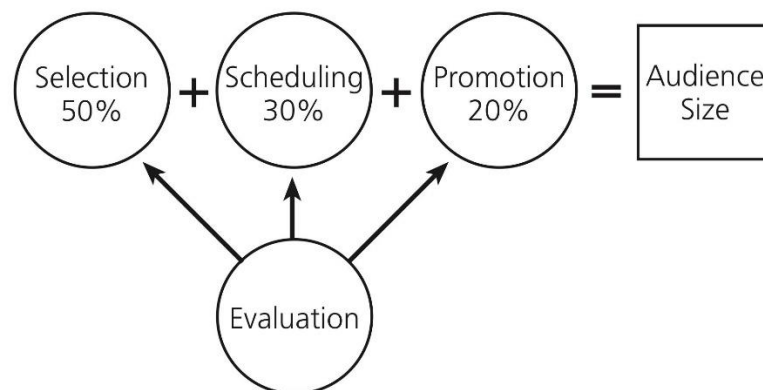 Selection
50%
+
Scheduling
30%
+
Promotion
20%
=
Audience
Size
Evaluation